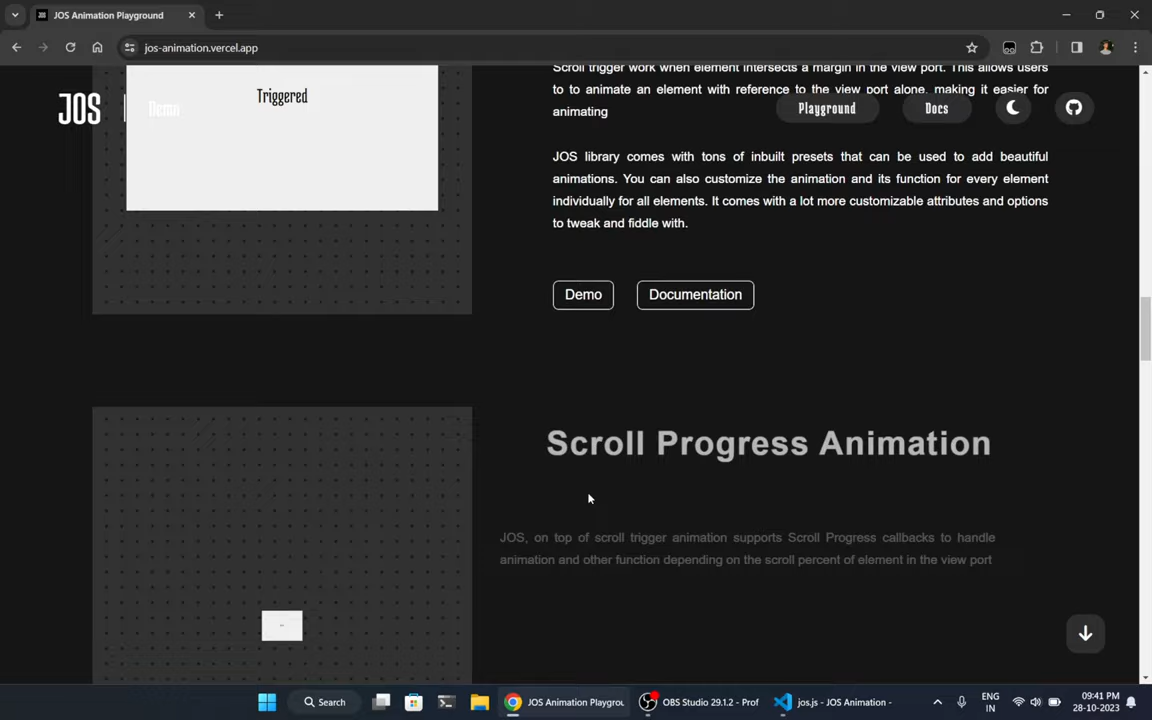 JOS Animation Playground
jos-animation.vercel.app
Scroll trigger work when element intersects a margin in the view port. This allows users
to to animate an element with reference to the view port alone, making it easier for
animating
JOS
Demo
Triggered
Playground
Docs
JOS library comes with tons of inbuilt presets that can be used to add beautiful
animations. You can also customize the animation and its function for every element
individually for all elements. It comes with a lot more customizable attributes and options
to tweak and fiddle with.
Demo
Documentation
Scroll Progress Animation
JOS, on top of scroll trigger animation supports Scroll Progress callbacks to handle
animation and other function depending on the scroll percent of element in the view port
Search
JOS Animation Playgrou
OBS Studio 29.1.2 - Prof
jos.js - JOS Animation -
ENG
IN
09:41 PM
28-10-2023